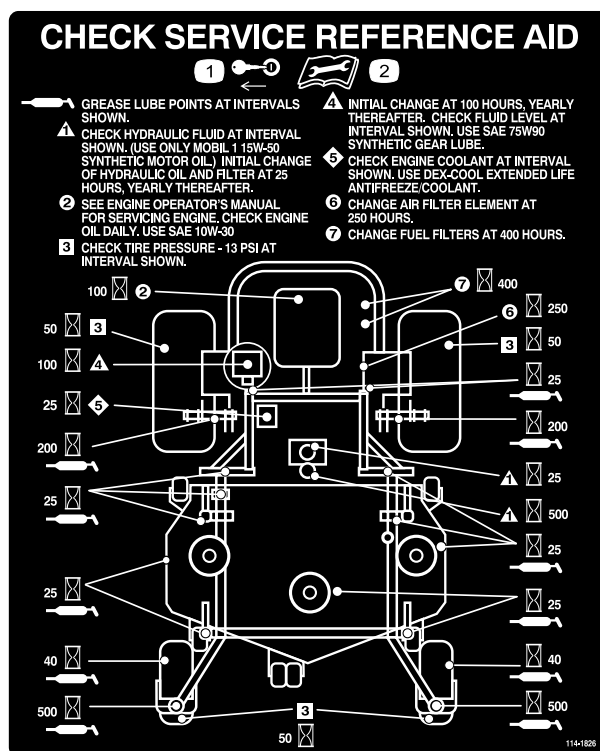 CHECK SERVICE REFERENCE AID
1 2
GREASE LUBE POINTS AT INTERVALS
SHOWN.
1 CHECK HYDRAULIC FLUID AT INTERVAL
SHOWN. (USE ONLY MOBIL 1 15W-50
SYNTHETIC MOTOR OIL.) INITIAL CHANGE
OF HYDRAULIC OIL AND FILTER AT 25
HOURS, YEARLY THEREAFTER.
2 SEE ENGINE OPERATOR'S MANUAL
FOR SERVICING ENGINE. CHECK ENGINE
OIL DAILY. USE SAE 10W-30
3 CHECK TIRE PRESSURE - 13 PSI AT
INTERVAL SHOWN.
4 INITIAL CHANGE AT 100 HOURS, YEARLY
THEREAFTER. CHECK FLUID LEVEL AT
INTERVAL SHOWN. USE SAE 75W90
SYNTHETIC GEAR LUBE.
5 CHECK ENGINE COOLANT AT INTERVAL
SHOWN. USE DEX-COOL EXTENDED LIFE
ANTIFREEZE/COOLANT.
6 CHANGE AIR FILTER ELEMENT AT
250 HOURS.
7 CHANGE FUEL FILTERS AT 400 HOURS.
100 2
7 400
6 250
50 3
3 50
100 4
25
25 5
200
200
1 25
25
1 500
25
25
25
40
40
500
500
3
50
114-1826